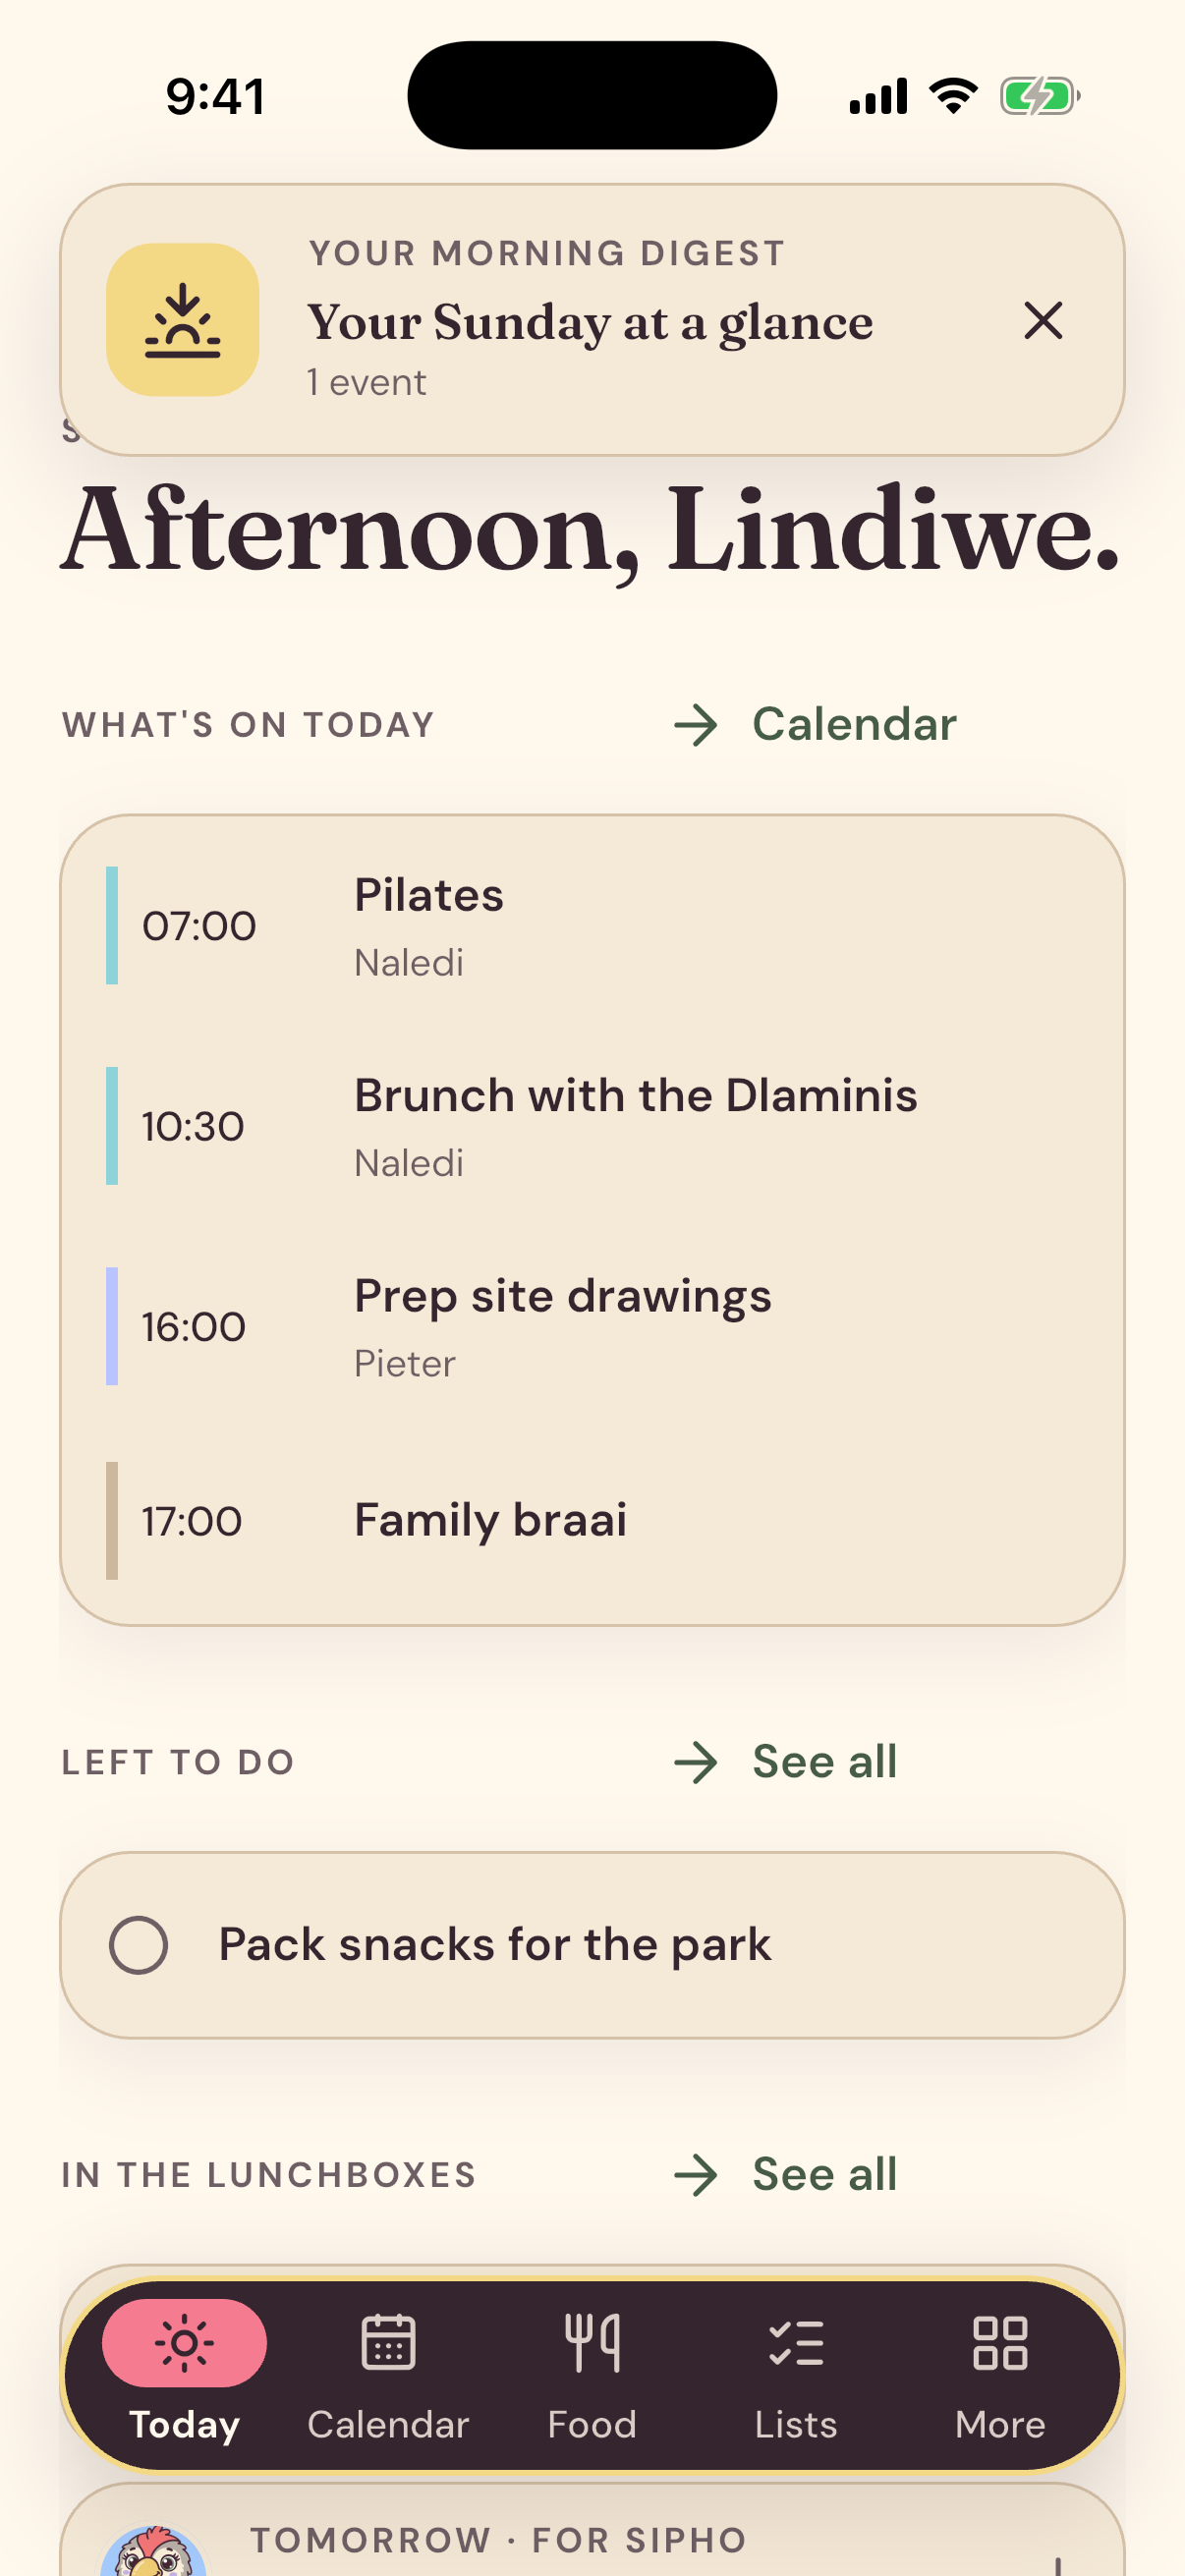 9:41
YOUR MORNING DIGEST
Your Sunday at a glance
1 event
Afternoon, Lindiwe.
WHAT'S ON TODAY
Calendar
07:00
Pilates
Naledi
10:30
Brunch with the Dlaminis
Naledi
16:00
Prep site drawings
Pieter
17:00
Family braai
LEFT TO DO
See all
Pack snacks for the park
IN THE LUNCHBOXES
See all
Today
Calendar
Food
Lists
More
TOMORROW · FOR SIPHO